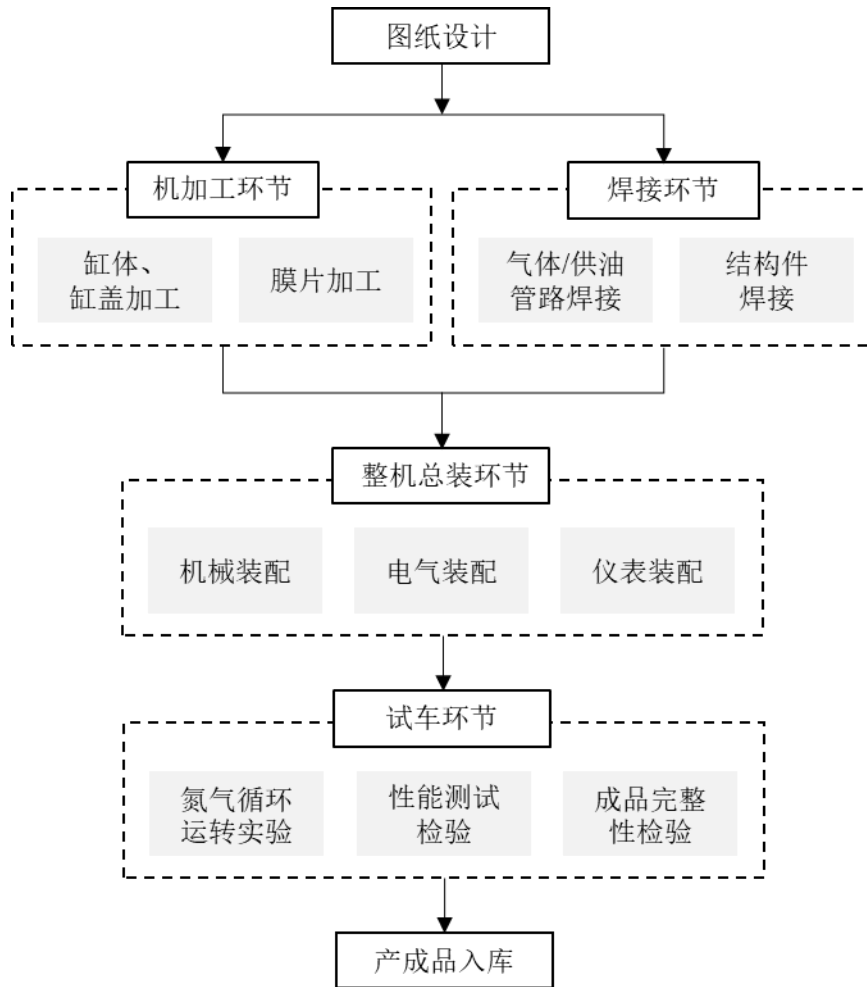 图纸设计
机加工环节
焊接环节
缸体、
缸盖加工
膜片加工
气体/供油
管路焊接
结构件
焊接
整机总装环节
机械装配
电气装配
仪表装配
试车环节
氮气循环
运转实验
性能测试
检验
成品完整
性检验
产成品入库